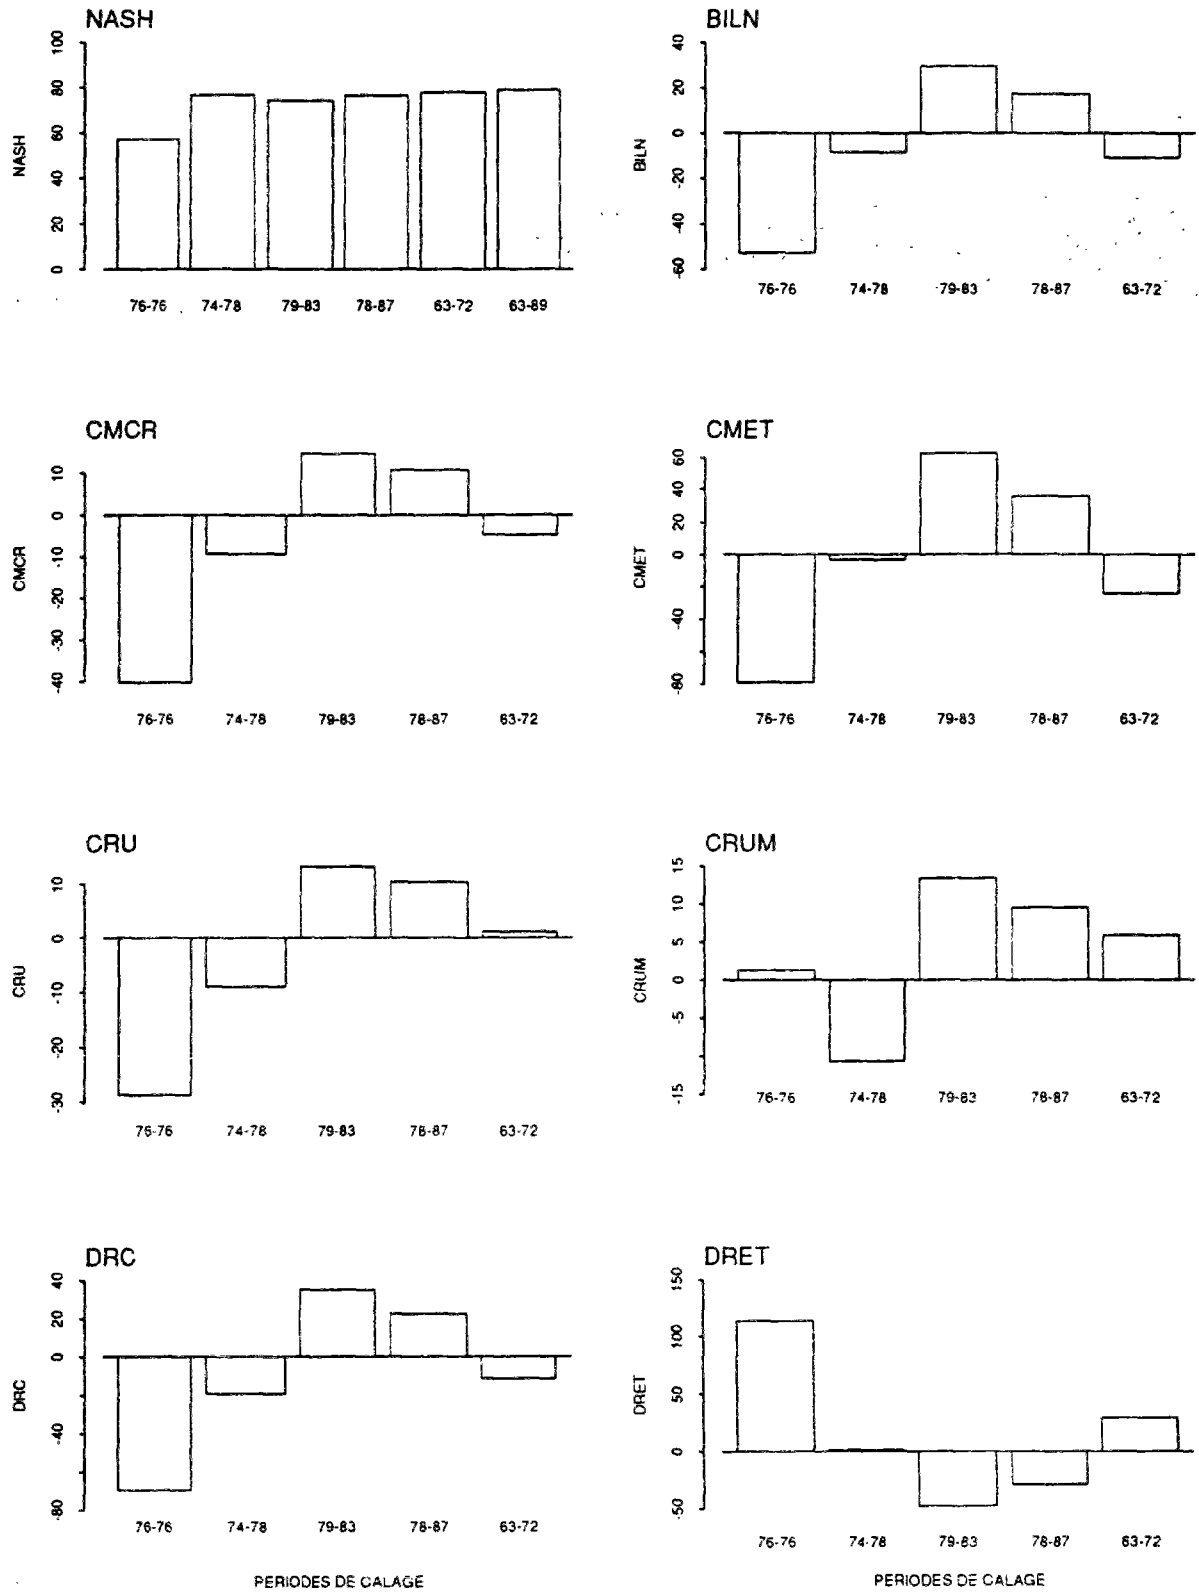 NASH
NASH
100
80
60
40
20
0
76-76 74-78 79-83 78-87 63-72 63-89
BILN
BILN
40
20
0
-20
-40
-60
76-76 74-78 79-83 78-87 63-72
CMCR
CMCR
10
0
-10
-20
-30
-40
76-76 74-78 79-83 78-87 63-72
CMET
CMET
60
40
20
0
-40
-80
76-76 74-78 79-83 78-87 63-72
CRU
CRU
10
0
-10
-20
-30
76-76 74-78 79-83 78-87 63-72
CRUM
CRUM
15
10
5
0
-5
-15
76-76 74-78 79-83 78-87 63-72
DRC
DRC
40
20
0
-40
-80
76-76 74-78 79-83 78-87 63-72
PERIODES DE CALAGE
DRET
DRET
150
100
50
0
-50
76-76 74-78 79-83 78-87 63-72
PERIODES DE CALAGE